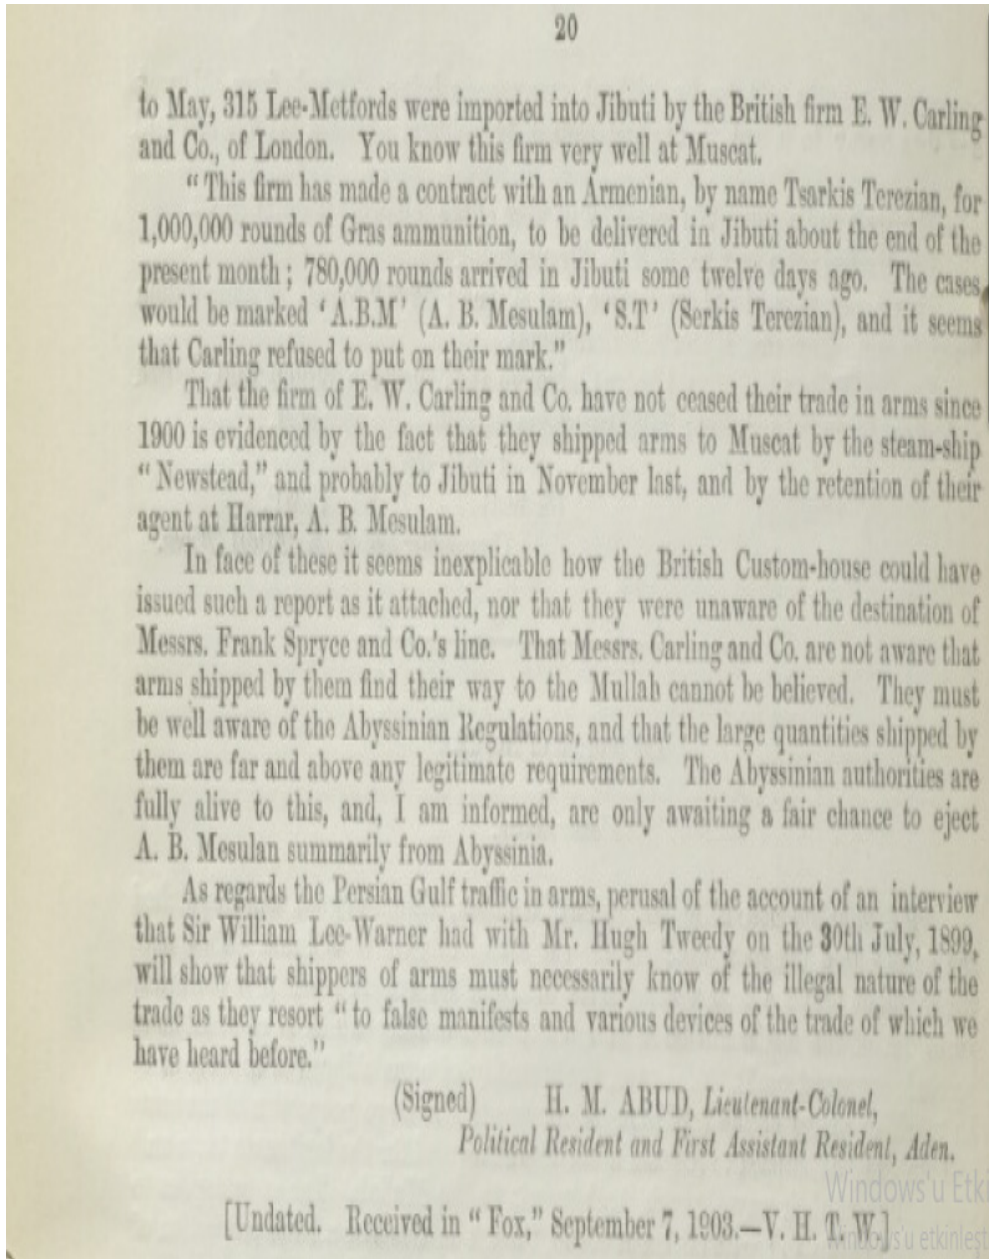 20
to May, 315 Lee-Metfords were imported into Jibuti by the British firm E. W. Carling
and Co., of London. You know this firm very well at Muscat.
“This firm has made a contract with an Armenian, by name Tsarkis Terezian, for
1,000,000 rounds of Gras ammunition, to be delivered in Jibuti about the end of the
present month; 780,000 rounds arrived in Jibuti some twelve days ago. The cases
would be marked ‘A.B.M’ (A. B. Mesulam), ‘S.T’ (Serkis Terezian), and it seems
that Carling refused to put on their mark.”
That the firm of E. W. Carling and Co. have not ceased their trade in arms since
1900 is evidenced by the fact that they shipped arms to Muscat by the steam-ship
“Newstead,” and probably to Jibuti in November last, and by the retention of their
agent at Harrar, A. B. Mesulam.
In face of these it seems inexplicable how the British Custom-house could have
issued such a report as it attached, nor that they were unaware of the destination of
Messrs. Frank Spryce and Co.'s line. That Messrs. Carling and Co. are not aware that
arms shipped by them find their way to the Mullah cannot be believed. They must
be well aware of the Abyssinian Regulations, and that the large quantities shipped by
them are far and above any legitimate requirements. The Abyssinian authorities are
fully alive to this, and, I am informed, are only awaiting a fair chance to eject
A. B. Mesulan summarily from Abyssinia.
As regards the Persian Gulf traffic in arms, perusal of the account of an interview
that Sir William Lee-Warner had with Mr. Hugh Tweedy on the 30th July, 1899,
will show that shippers of arms must necessarily know of the illegal nature of the
trade as they resort “to false manifests and various devices of the trade of which we
have heard before.”
(Signed) H. M. ABUD, Lieutenant-Colonel,
Political Resident and First Assistant Resident, Aden.
Windows'u Etki
[Undated. Received in “Fox,” September 7, 1903.—V. H. T. W.]
Windows'u etkinleşt